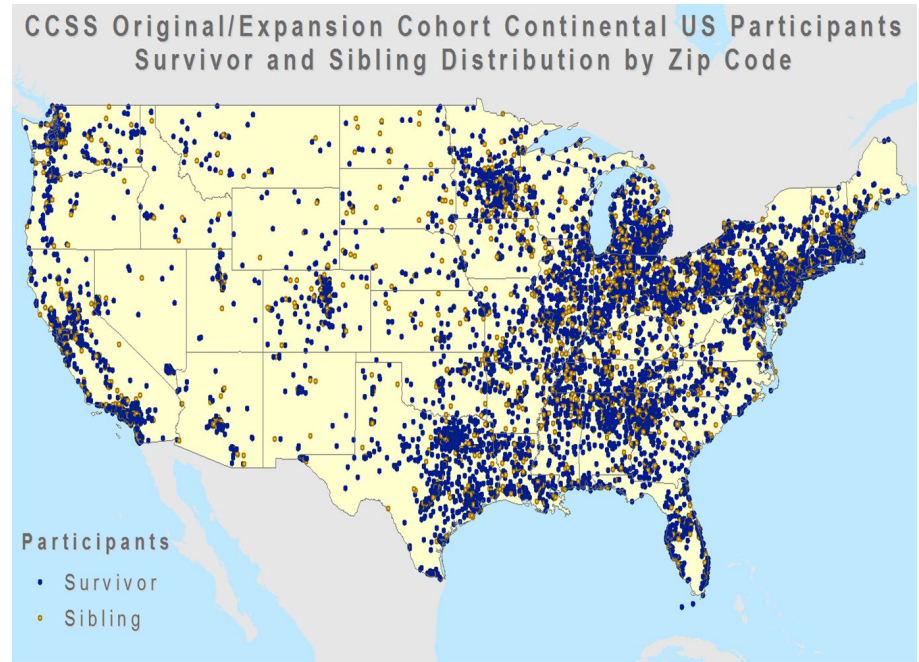 CCSS Original/Expansion Cohort Continental US Participants
Survivor and Sibling Distribution by Zip Code
Participants
Survivor
Sibling